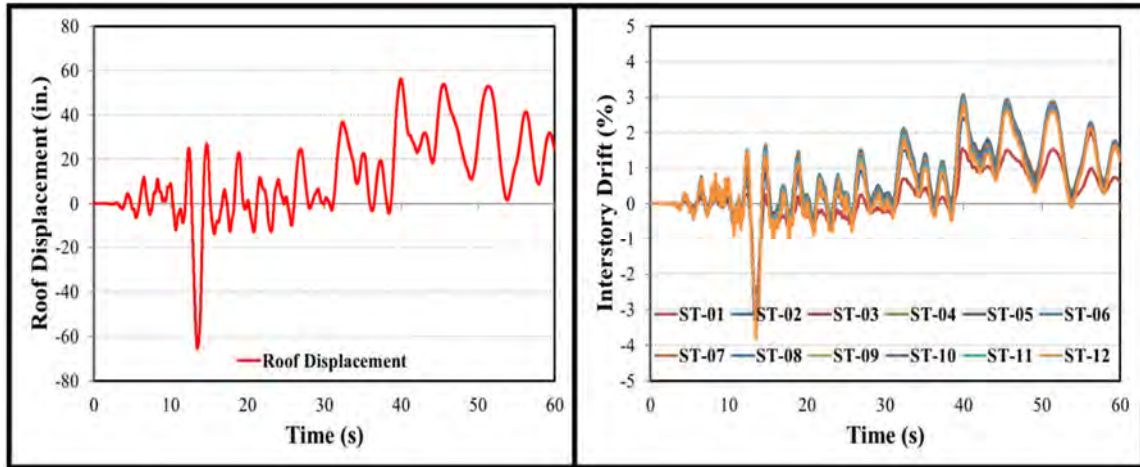 80
60
40
20
0
-20
-40
-60
-80
Roof Displacement (in.)
Roof Displacement
0 10 20 30 40 50 60
Time (s)
5
4
3
2
1
0
-1
-2
-3
-4
-5
Interstory Drift (%)
ST-01 ST-02 ST-03 ST-04 ST-05 ST-06
ST-07 ST-08 ST-09 ST-10 ST-11 ST-12
0 10 20 30 40 50 60
Time (s)